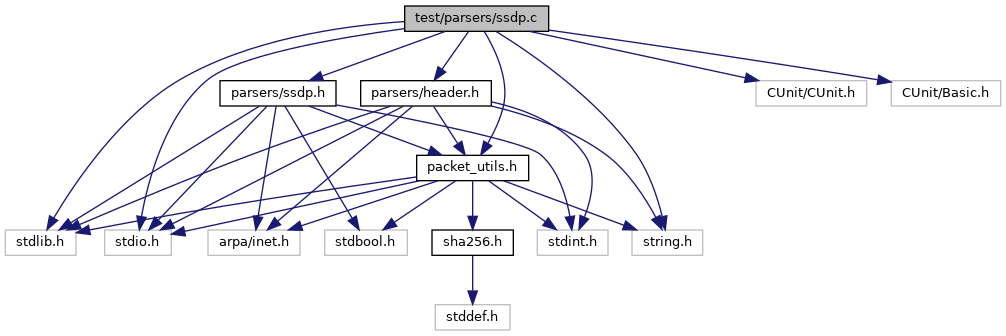 test/parsers/ssdp.c
parsers/ssdp.h
parsers/header.h
CUnit/CUnit.h
CUnit/Basic.h
packet_utils.h
stdlib.h
stdio.h
arpa/inet.h
stdbool.h
sha256.h
stdint.h
string.h
stddef.h